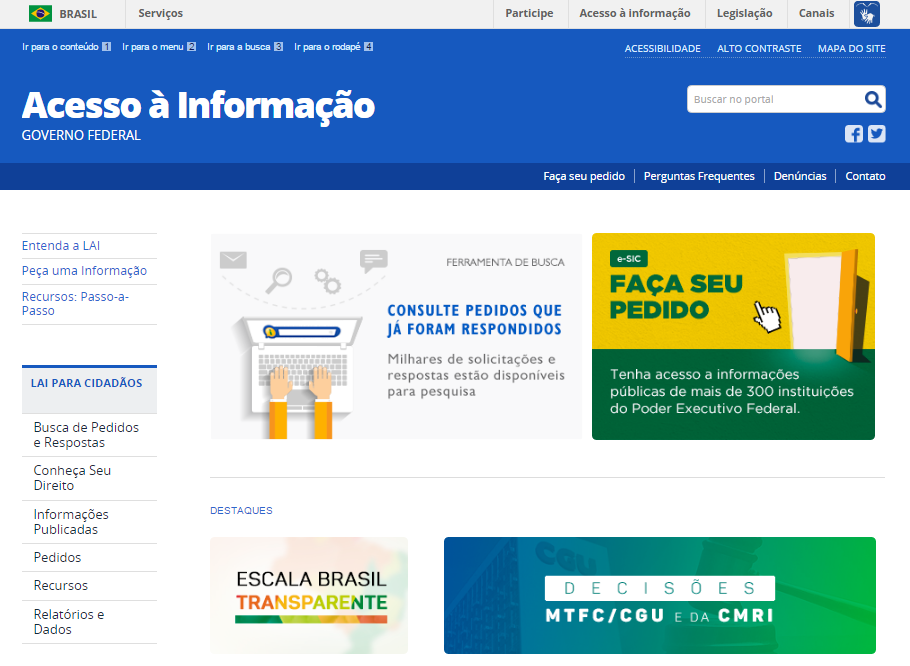 BRASIL
Serviços
Participe
Acesso à informação
Legislação
Canais
Ir para o conteúdo 1
Ir para o menu 2
Ir para a busca 3
Ir para o rodapé 4
ACESSIBILIDADE
ALTO CONTRASTE
MAPA DO SITE
Acesso à Informação
GOVERNO FEDERAL
Buscar no portal
Faça seu pedido
Perguntas Frequentes
Denúncias
Contato
Entenda a LAI
Peça uma Informação
Recursos: Passo-a-
Passo
LAI PARA CIDADÃOS
Busca de Pedidos
e Respostas
Conheça Seu
Direito
Informações
Publicadas
Pedidos
Recursos
Relatórios e
Dados
FERRAMENTA DE BUSCA
CONSULTE PEDIDOS QUE
JÁ FORAM RESPONDIDOS
Milhares de solicitações e
respostas estão disponíveis
para pesquisa
e-SIC
FAÇA SEU
PEDIDO
Tenha acesso a informações
públicas de mais de 300 instituições
do Poder Executivo Federal.
DESTAQUES
ESCALA BRASIL
TRANSPARENTE
CGU
DECISÕES
MTFC/CGU E DA CMRI